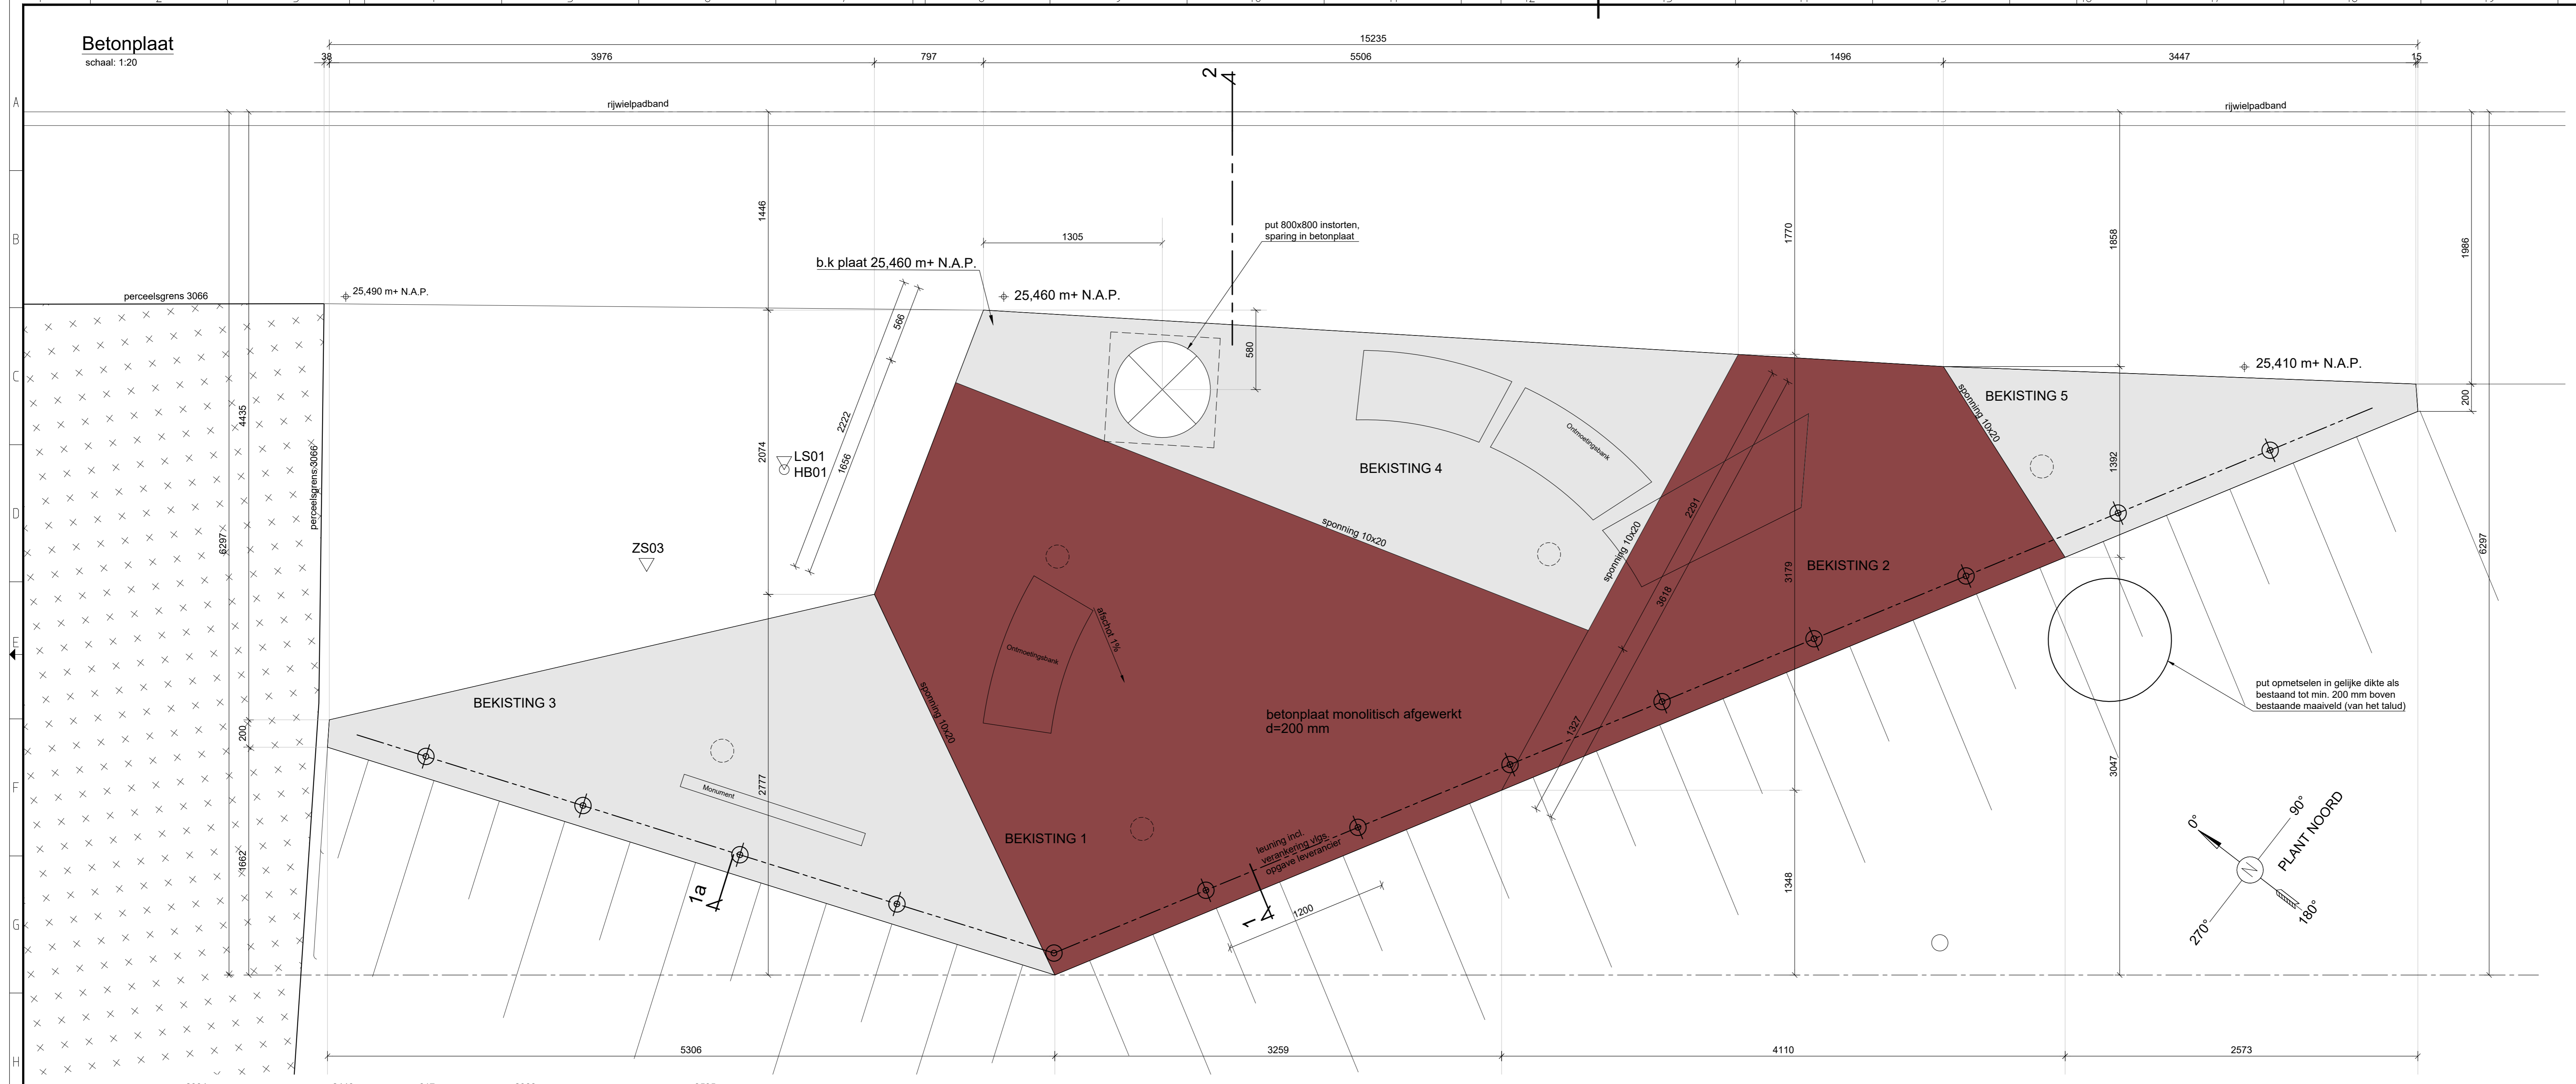 Betonplaat
schaal: 1:20
15235
38
3976
797
5506
1496
3447
15
A
B
C
D
E
F
G
H
rijwielpadband
rijwielpadband
1446
1770
1858
1986
put 800x800 instorten,
sparing in betonplaat
1305
b.k plaat 25,460 m+ N.A.P.
25,490 m+ N.A.P.
25,460 m+ N.A.P.
25,410 m+ N.A.P.
perceelsgrens 3066
perceelsgrens 3066
2
566
580
2222
1656
2074
4435
6297
200
1662
2777
LS01
HB01
ZS03
BEKISTING 4
BEKISTING 5
BEKISTING 2
BEKISTING 3
BEKISTING 1
Ontmoetingsbank
Ontmoetingsbank
sponning 10x20
sponning 10x20
sponning 10x20
sponning 10x20
2291
3618
1327
3179
1392
200
6297
3047
1348
afschot 1%
betonplaat monolitisch afgewerkt
d=200 mm
Monument
put opmetselen in gelijke dikte als
bestaand tot min. 200 mm boven
bestaande maaiveld (van het talud)
leuning incl.
verankering vlgs.
opgave leverancier
1a
1
1200
0°
90°
180°
270°
N
PLANT NOORD
5306
3259
4110
2573